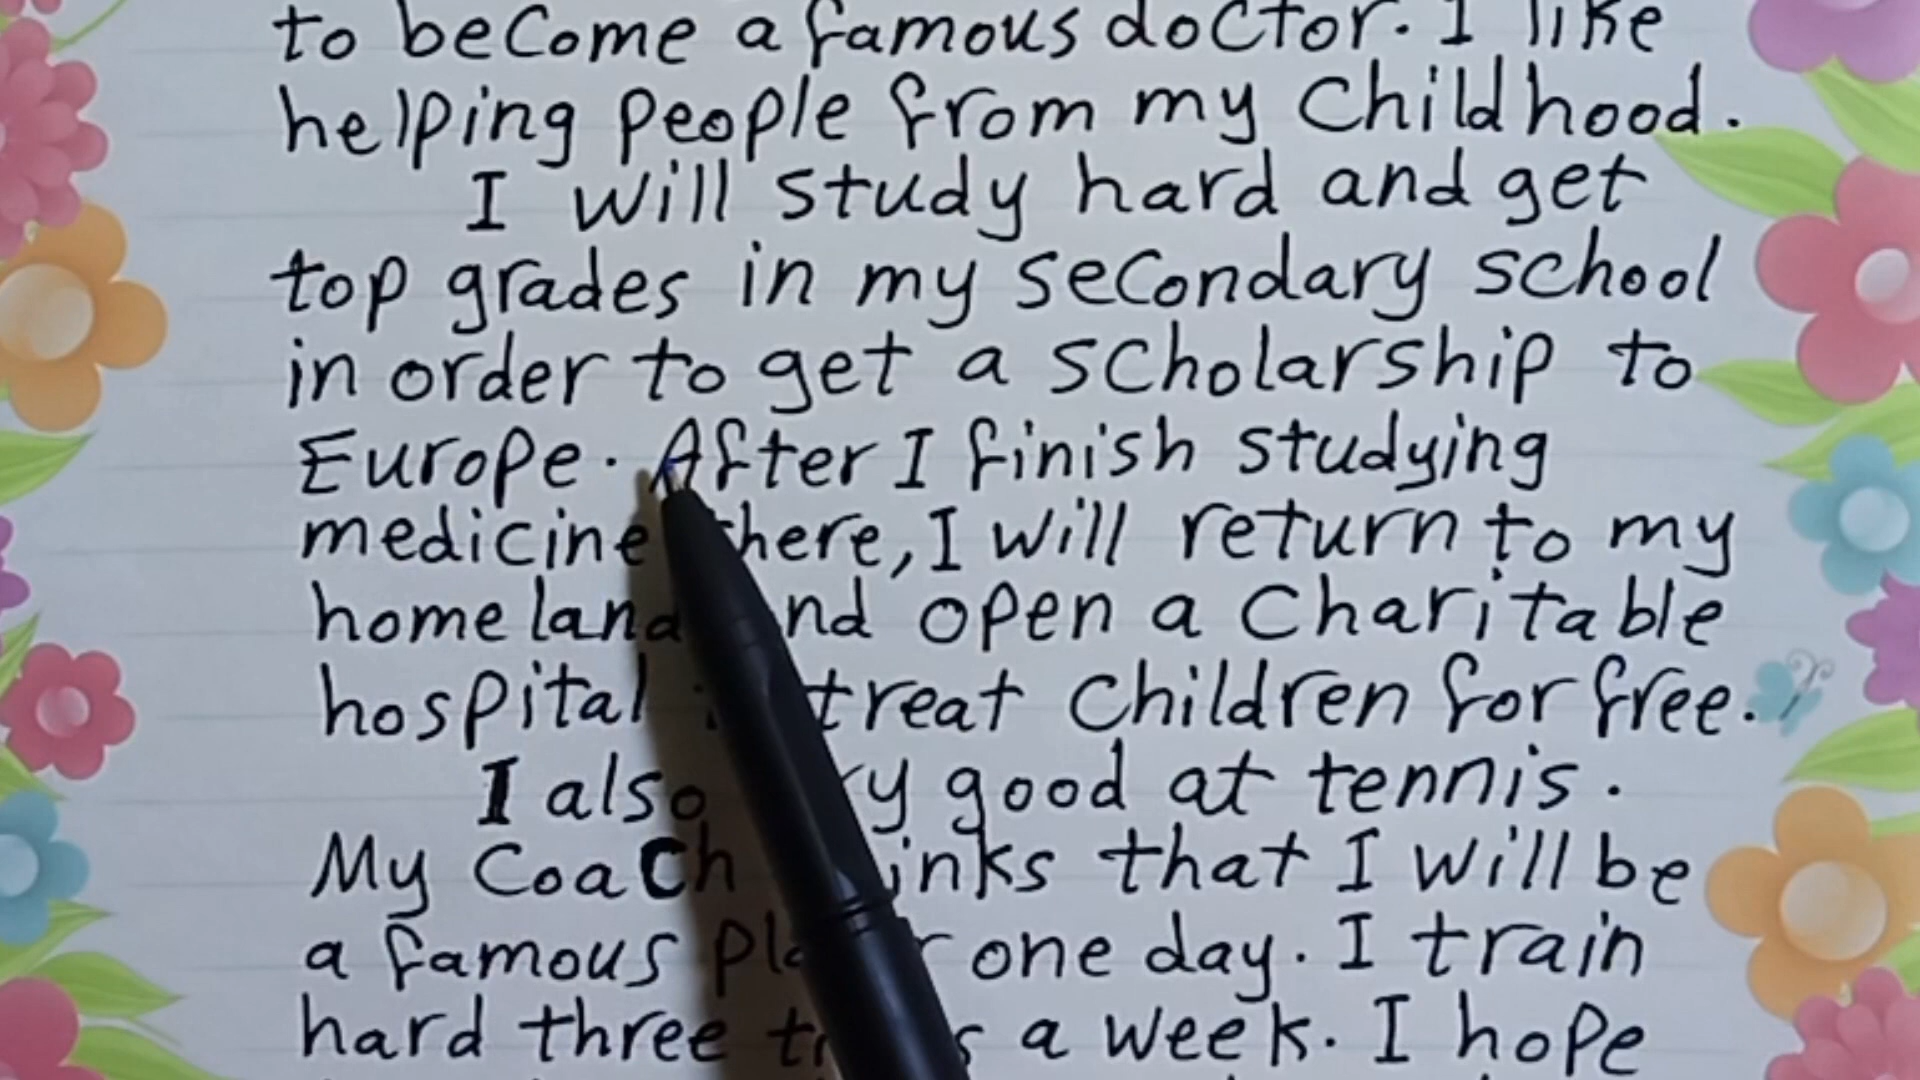 to become a famous doctor. I like
helping people from my Childhood.
I will study hard and get
top grades in my secondary school
in order to get a scholarship to
Europe. After I finish studying
medicine here, I will return to my
homeland nd open a Charitable
hospital treat Children for free.
I also y good at tennis.
My Coach inks that I will be
a famous one day. I train
hard three a week. I hope